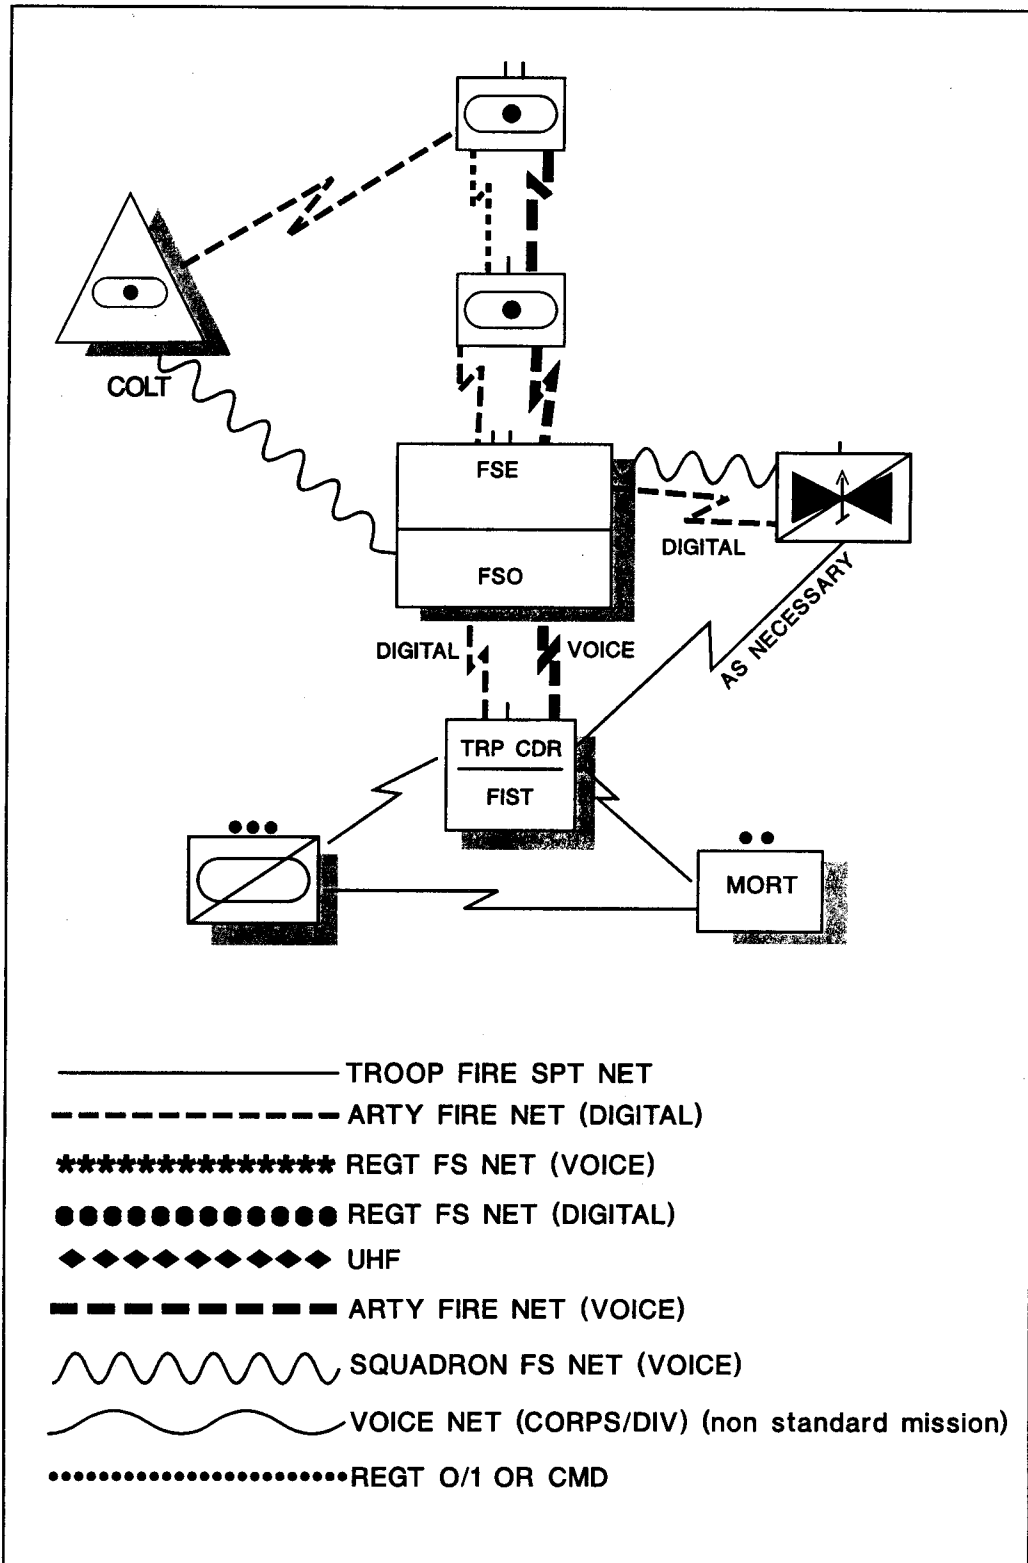 COLT
FSE
FSO
DIGITAL
AS NECESSARY
DIGITAL
VOICE
TRP CDR
FIST
MORT
TROOP FIRE SPT NET
ARTY FIRE NET (DIGITAL)
REGT FS NET (VOICE)
REGT FS NET (DIGITAL)
UHF
ARTY FIRE NET (VOICE)
SQUADRON FS NET (VOICE)
VOICE NET (CORPS/DIV) (non standard mission)
REGT O/1 OR CMD